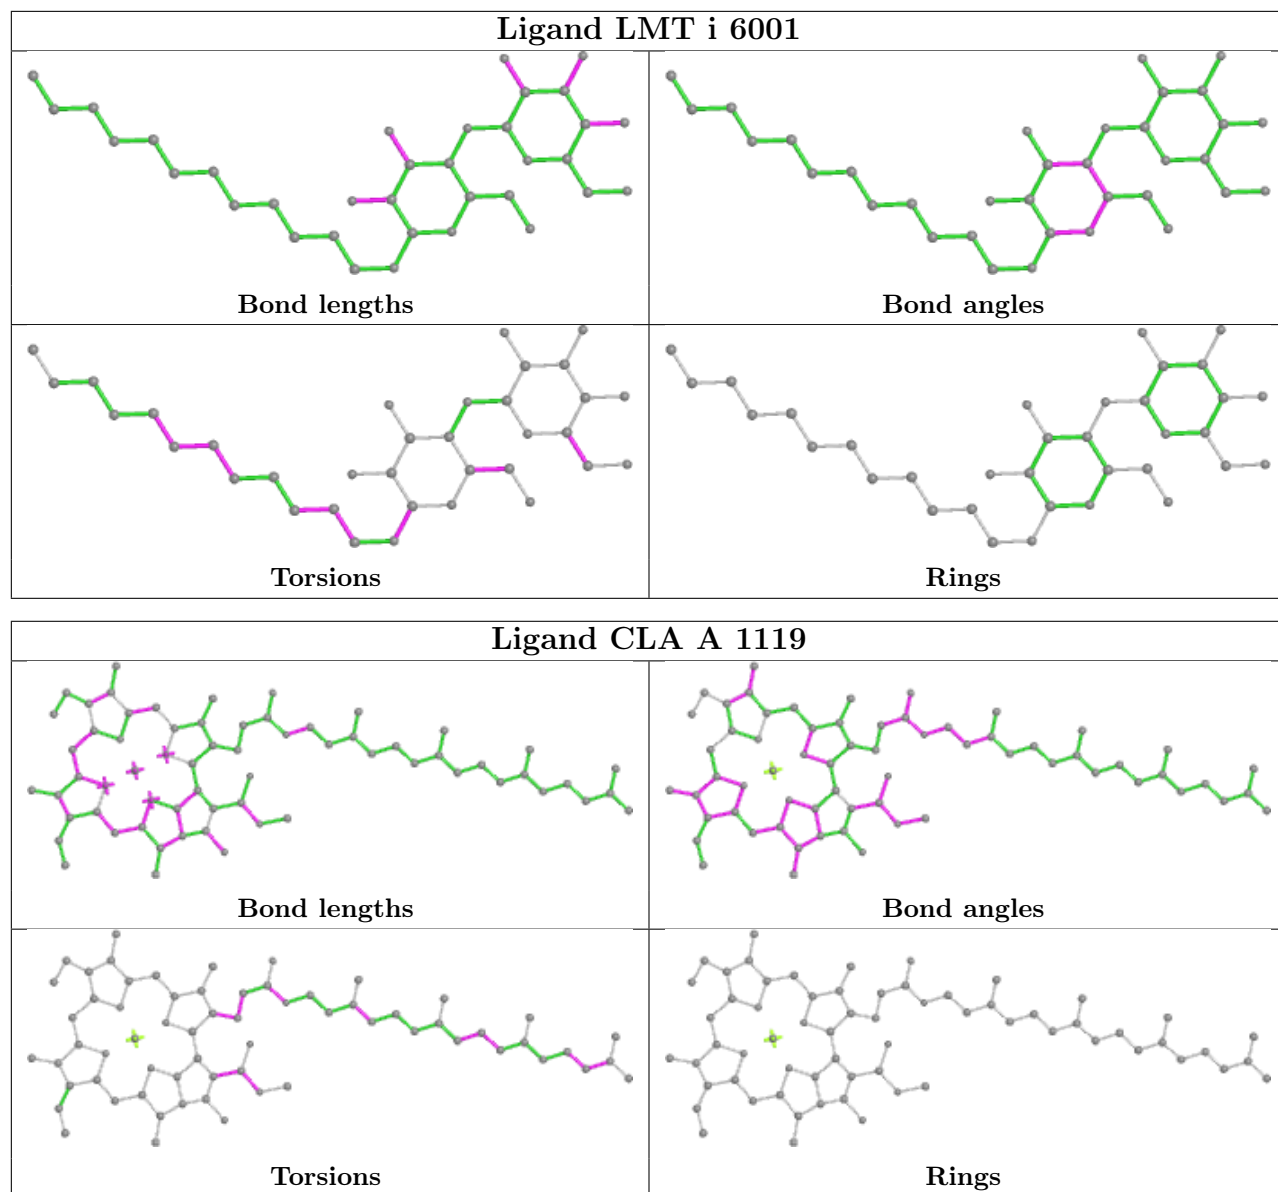 Ligand LMT i 6001
Bond lengths
Bond angles
Torsions
Rings
Ligand CLA A 1119
Bond lengths
Bond angles
Torsions
Rings